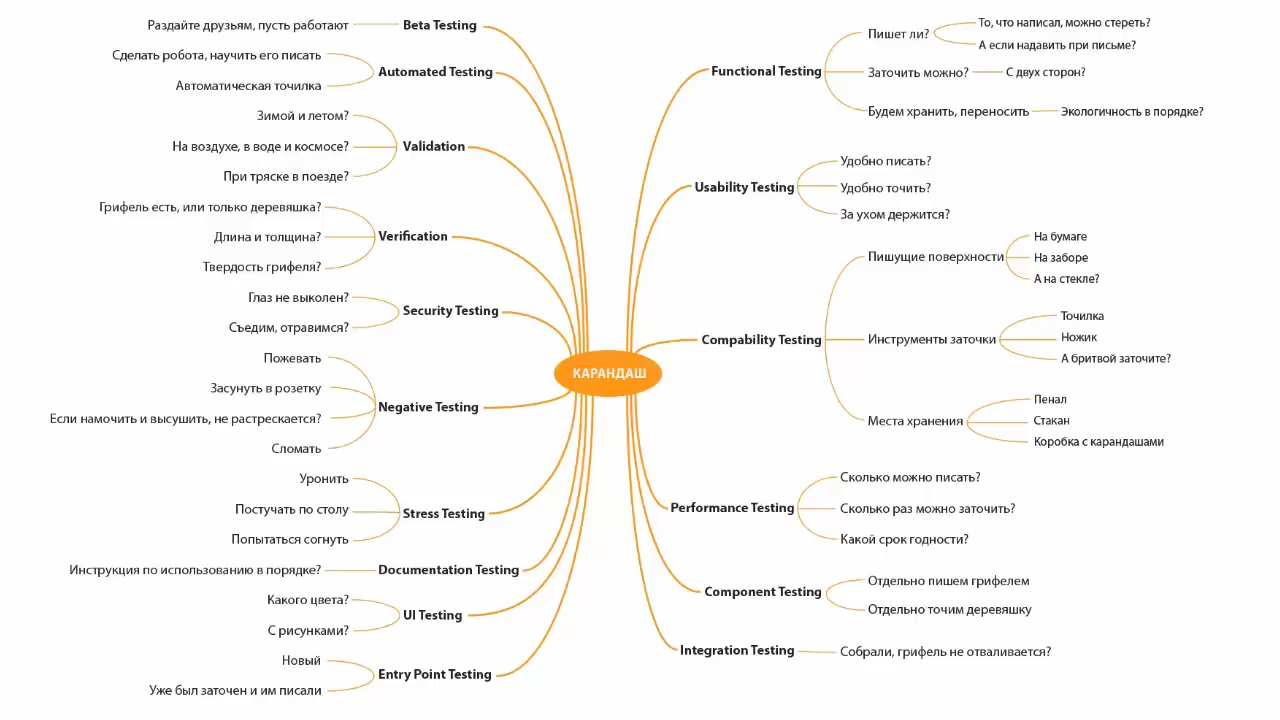 Раздайте друзьям, пусть работают
Beta Testing
Сделать робота, научить его писать
Автоматическая точилка
Automated Testing
Зимой и летом?
На воздухе, в воде и космосе?
При тряске в поезде?
Validation
Грифель есть, или только деревяшка?
Длина и толщина?
Твердость грифеля?
Verification
Глаз не выколен?
Съедим, отравимся?
Security Testing
Пожевать
Засунуть в розетку
Если намочить и высушить, не растрескается?
Сломать
Negative Testing
Уронить
Постучать по столу
Попытаться согнуть
Stress Testing
Инструкция по использованию в порядке?
Documentation Testing
Какого цвета?
С рисунками?
UI Testing
Новый
Уже был заточен и им писали
Entry Point Testing
КАРАНДАШ
Functional Testing
Пишет ли?
То, что написал, можно стереть?
А если надавить при письме?
Заточить можно?
С двух сторон?
Будем хранить, переносить
Экологичность в порядке?
Usability Testing
Удобно писать?
Удобно точить?
За ухом держится?
Compability Testing
Пишущие поверхности
На бумаге
На заборе
А на стекле?
Инструменты заточки
Точилка
Ножик
А бритвой заточите?
Места хранения
Пенал
Стакан
Коробка с карандашами
Performance Testing
Сколько можно писать?
Сколько раз можно заточить?
Какой срок годности?
Component Testing
Отдельно пишем грифелем
Отдельно точим деревяшку
Integration Testing
Собрали, грифель не отваливается?